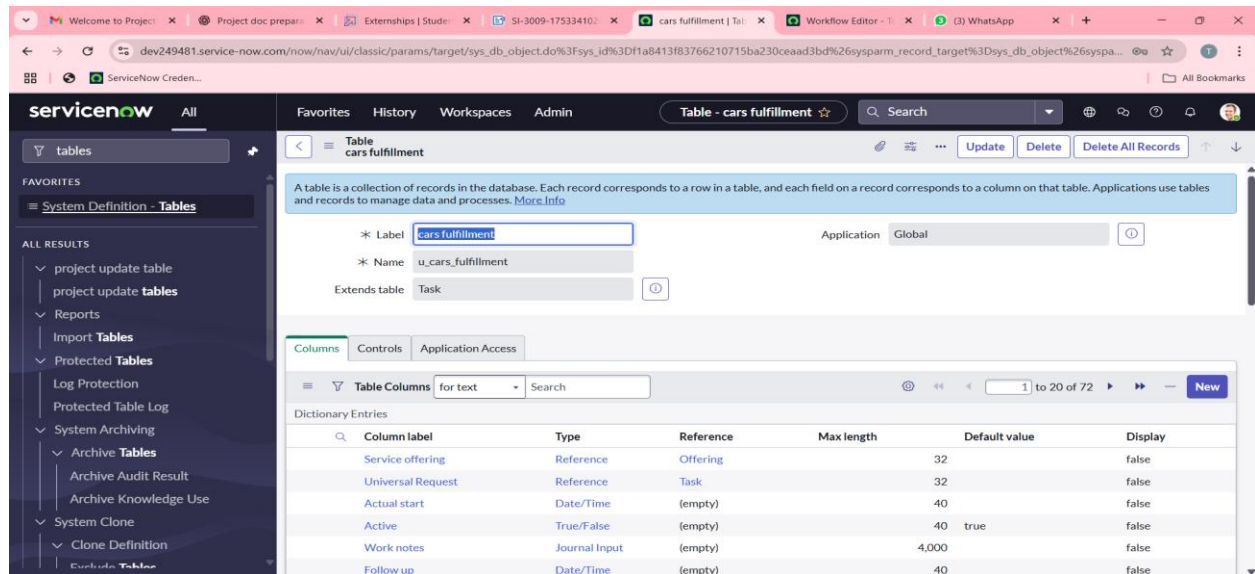 Welcome to Project
Project doc prepara
Externships | Studen
SI-3009-175334102
cars fulfillment | Tab
Workflow Editor - T
(3) WhatsApp
dev249481.service-now.com/now/nav/ui/classic/params/target/sys_db_object.do%3Fsys_id%3Df1a8413f83766210715ba230ceaad3bd%26sysparm_record_target%3Dsys_db_object%26syspa...
T
ServiceNow Creden...
All Bookmarks
servicenow All Favorites History Workspaces Admin Table - cars fulfillment Search
tables
Table
cars fulfillment
Update Delete Delete All Records
FAVORITES
System Definition - Tables
ALL RESULTS
project update table
project update tables
Reports
Import Tables
Protected Tables
Log Protection
Protected Table Log
System Archiving
Archive Tables
Archive Audit Result
Archive Knowledge Use
System Clone
Clone Definition
Exclude Tables
A table is a collection of records in the database. Each record corresponds to a row in a table, and each field on a record corresponds to a column on that table. Applications use tables
and records to manage data and processes. More Info
Label cars fulfillment Application Global
Name u_cars_fulfillment
Extends table Task
Columns Controls Application Access
Table Columns for text Search 1 to 20 of 72 New
Dictionary Entries
Column label Type Reference Max length Default value Display
Service offering Reference Offering 32 false
Universal Request Reference Task 32 false
Actual start Date/Time (empty) 40 false
Active True/False (empty) 40 true false
Work notes Journal Input (empty) 4,000 false
Follow up Date/Time (empty) 40 false